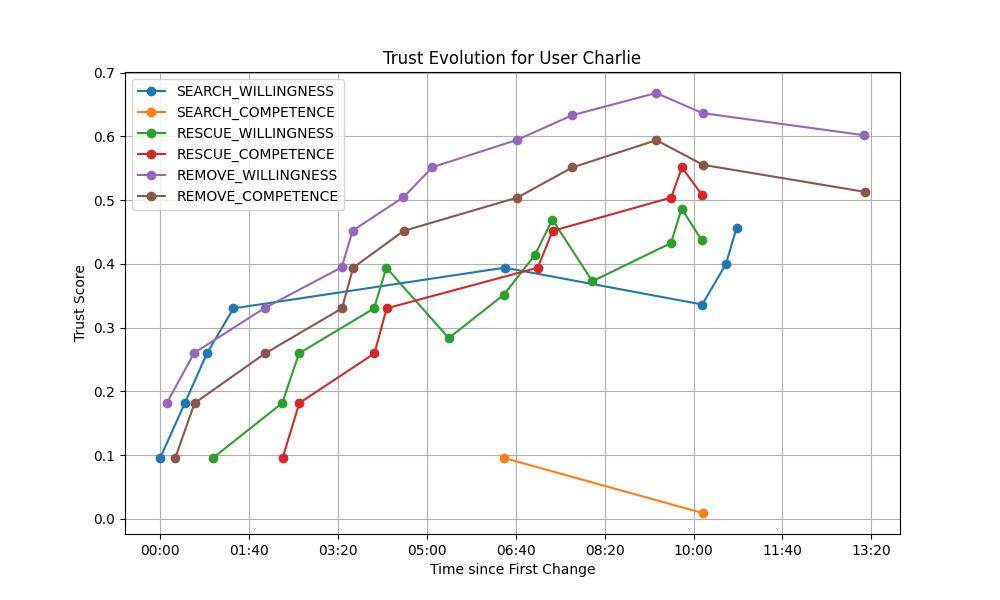 Trust Evolution for User Charlie
SEARCH_WILLINGNESS
SEARCH_COMPETENCE
RESCUE_WILLINGNESS
RESCUE_COMPETENCE
REMOVE_WILLINGNESS
REMOVE_COMPETENCE
Trust Score
0.7
0.6
0.5
0.4
0.3
0.2
0.1
0.0
00:00 01:40 03:20 05:00 06:40 08:20 10:00 11:40 13:20
Time since First Change